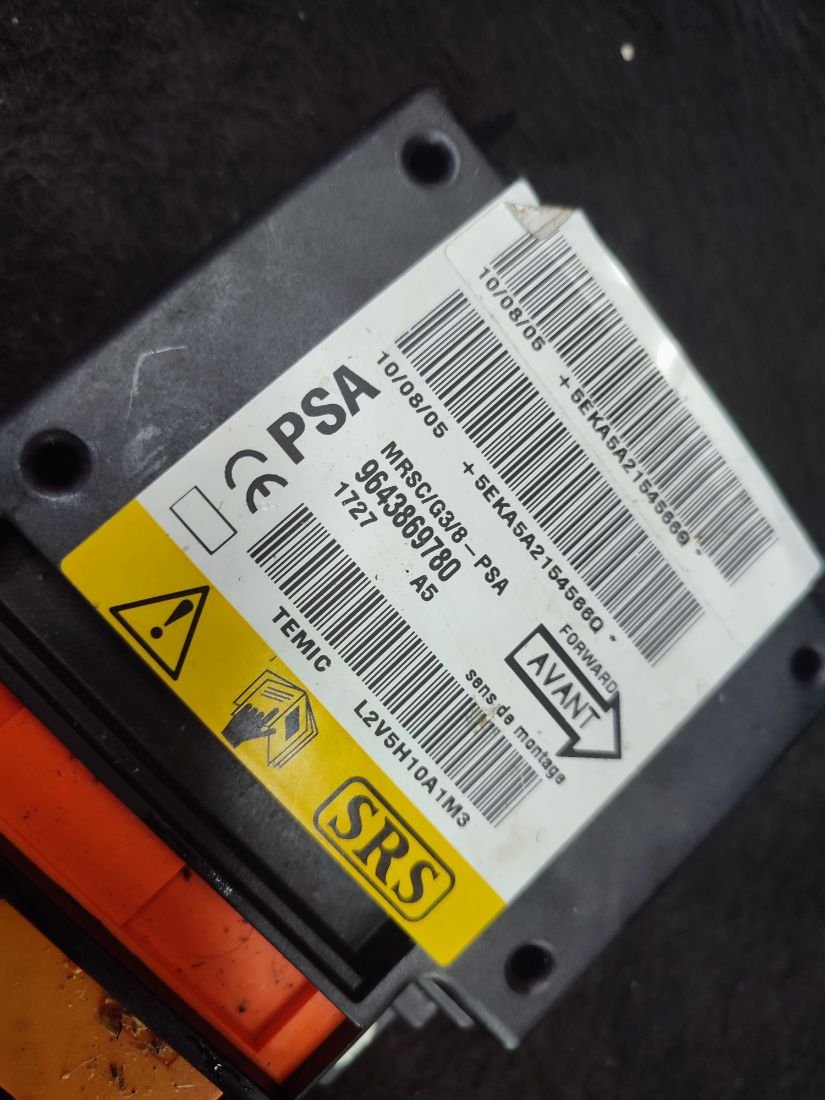 10/08/05 +5EKA5A2154566Q*
10/08/05 +5EKA5A2154566Q*
CE PSA
MRSC/G3/8-PSA
9643869780
1727 A5
FORWARD
AVANT
sens de montage
TEMIC L2V5H10A1M3
SRS